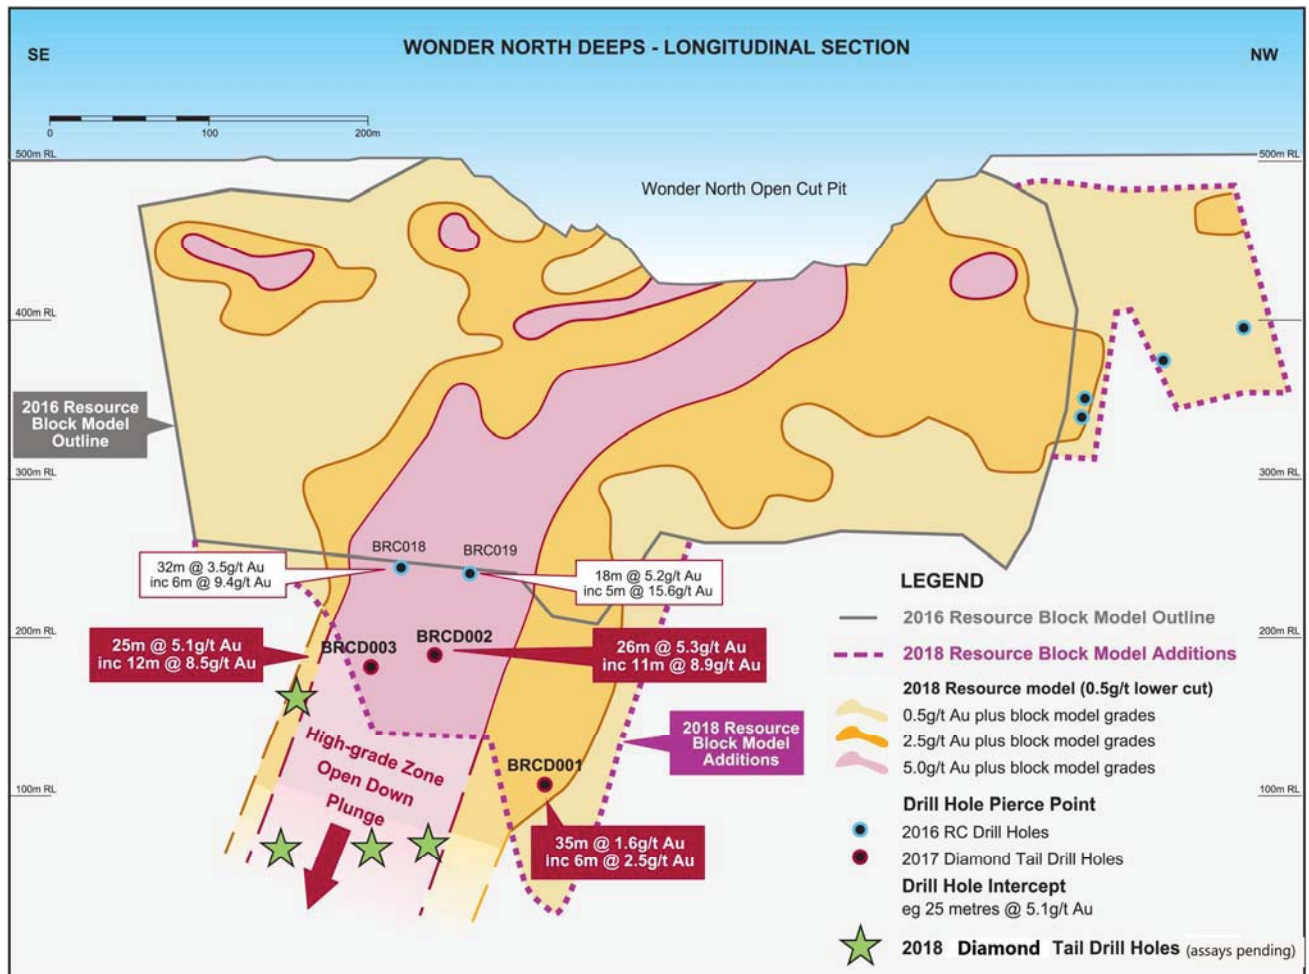 WONDER NORTH DEEPS - LONGITUDINAL SECTION
SE
NW
0
100
200m
500m RL
500m RL
Wonder North Open Cut Pit
400m RL
400m RL
2016 Resource
Block Model
Outline
300m RL
300m RL
BRC018
BRC019
32m @ 3.5g/t Au
inc 6m @ 9.4g/t Au
18m @ 5.2g/t Au
inc 5m @ 15.6g/t Au
200m RL
200m RL
25m @ 5.1g/t Au
inc 12m @ 8.5g/t Au
BRCD003
BRCD002
26m @ 5.3g/t Au
inc 11m @ 8.9g/t Au
High-grade Zone
Open Down
Plunge
2018 Resource
Block Model
Additions
BRCD001
100m RL
100m RL
35m @ 1.6g/t Au
inc 6m @ 2.5g/t Au
LEGEND
2016 Resource Block Model Outline
2018 Resource Block Model Additions
2018 Resource model (0.5g/t lower cut)
0.5g/t Au plus block model grades
2.5g/t Au plus block model grades
5.0g/t Au plus block model grades
Drill Hole Pierce Point
2016 RC Drill Holes
2017 Diamond Tail Drill Holes
Drill Hole Intercept
eg 25 metres @ 5.1g/t Au
2018 Diamond Tail Drill Holes (assays pending)